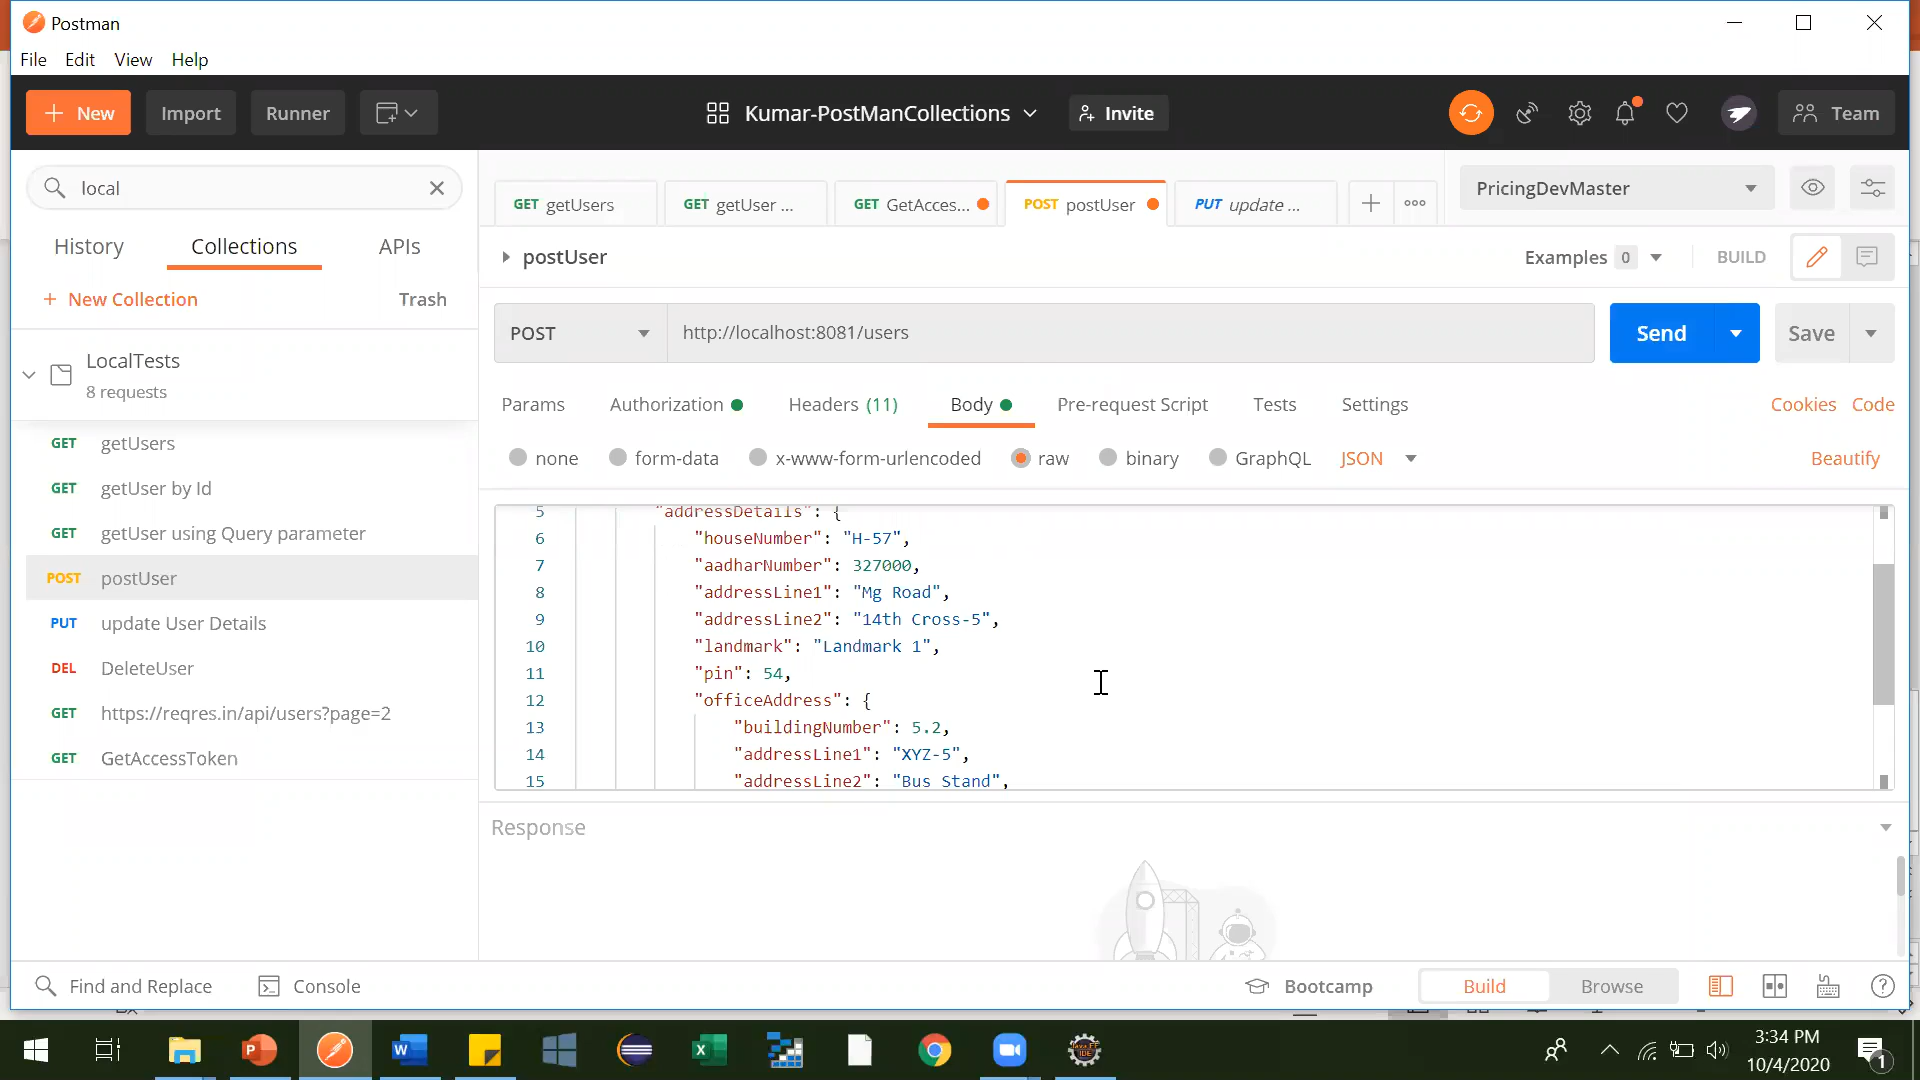 Postman
File Edit View Help
New Import Runner Kumar-PostManCollections Invite Team
local
GET getUsers GET getUser ... GET GetAcces... POST postUser PUT update ... PricingDevMaster
History Collections APIs
New Collection Trash
postUser Examples 0 BUILD
LocalTests
8 requests
POST http://localhost:8081/users Send Save
Params Authorization Headers (11) Body Pre-request Script Tests Settings Cookies Code
none form-data x-www-form-urlencoded raw binary GraphQL JSON Beautify
GET getUsers
GET getUser by Id
GET getUser using Query parameter
POST postUser
PUT update User Details
DEL DeleteUser
GET https://reqres.in/api/users?page=2
GET GetAccessToken
5 "addressDetails": {
6 "houseNumber": "H-57",
7 "aadharNumber": 327000,
8 "addressLine1": "Mg Road",
9 "addressLine2": "14th Cross-5",
10 "landmark": "Landmark 1",
11 "pin": 54,
12 "officeAddress": {
13 "buildingNumber": 5.2,
14 "addressLine1": "XYZ-5",
15 "addressLine2": "Bus Stand",
Response
Find and Replace Console Bootcamp Build Browse
3:34 PM
10/4/2020
1